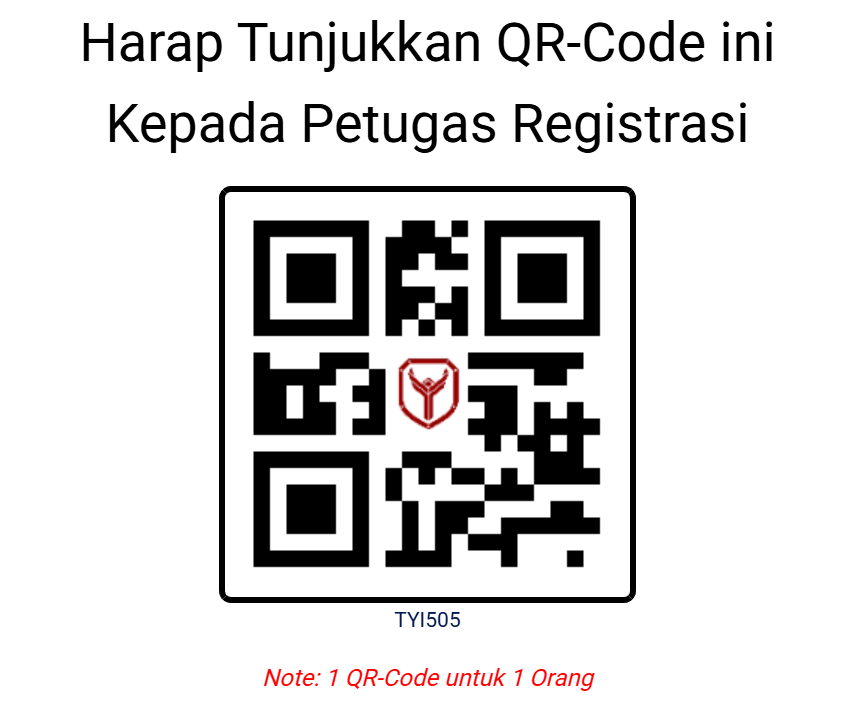 Harap Tunjukkan QR-Code ini
Kepada Petugas Registrasi
TYI505
Note: 1 QR-Code untuk 1 Orang